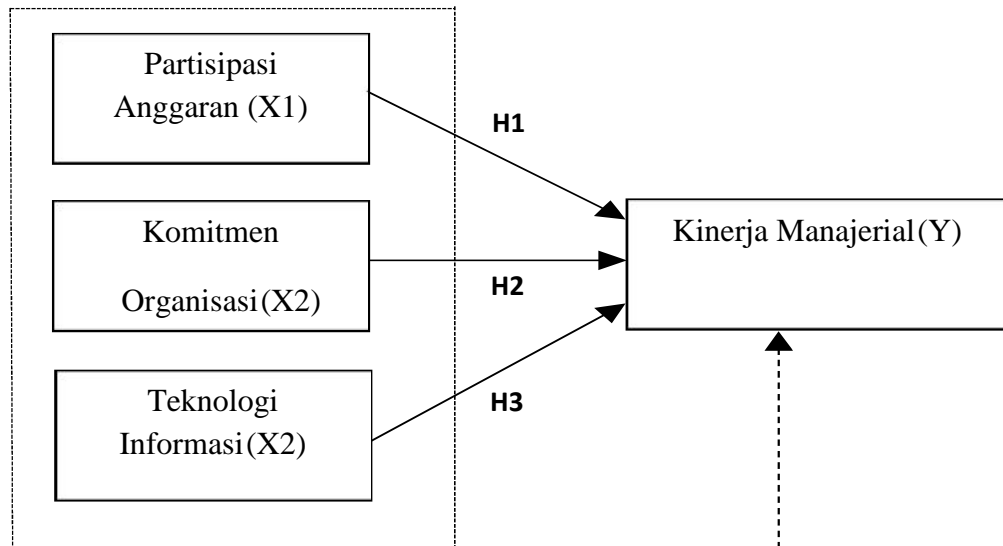 Partisipasi
Anggaran (X1)
H1
Komitmen
Organisasi (X2)
H2
Kinerja Manajerial (Y)
Teknologi
Informasi (X2)
H3